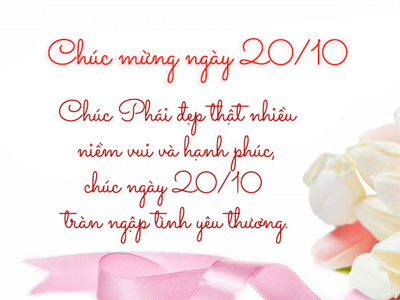 Chúc mừng ngày 20/10
Chúc Phái đẹp thật nhiều
niềm vui và hạnh phúc,
chúc ngày 20/10
tràn ngập tình yêu thương.